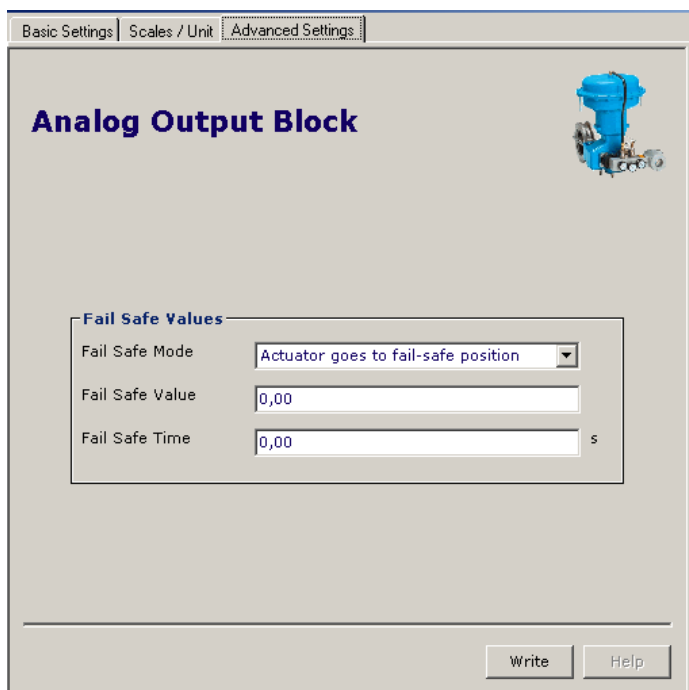 Basic Settings Scales / Unit Advanced Settings
Analog Output Block
Fail Safe Values
Fail Safe Mode Actuator goes to fail-safe position
Fail Safe Value 0,00
Fail Safe Time 0,00 s
Write Help